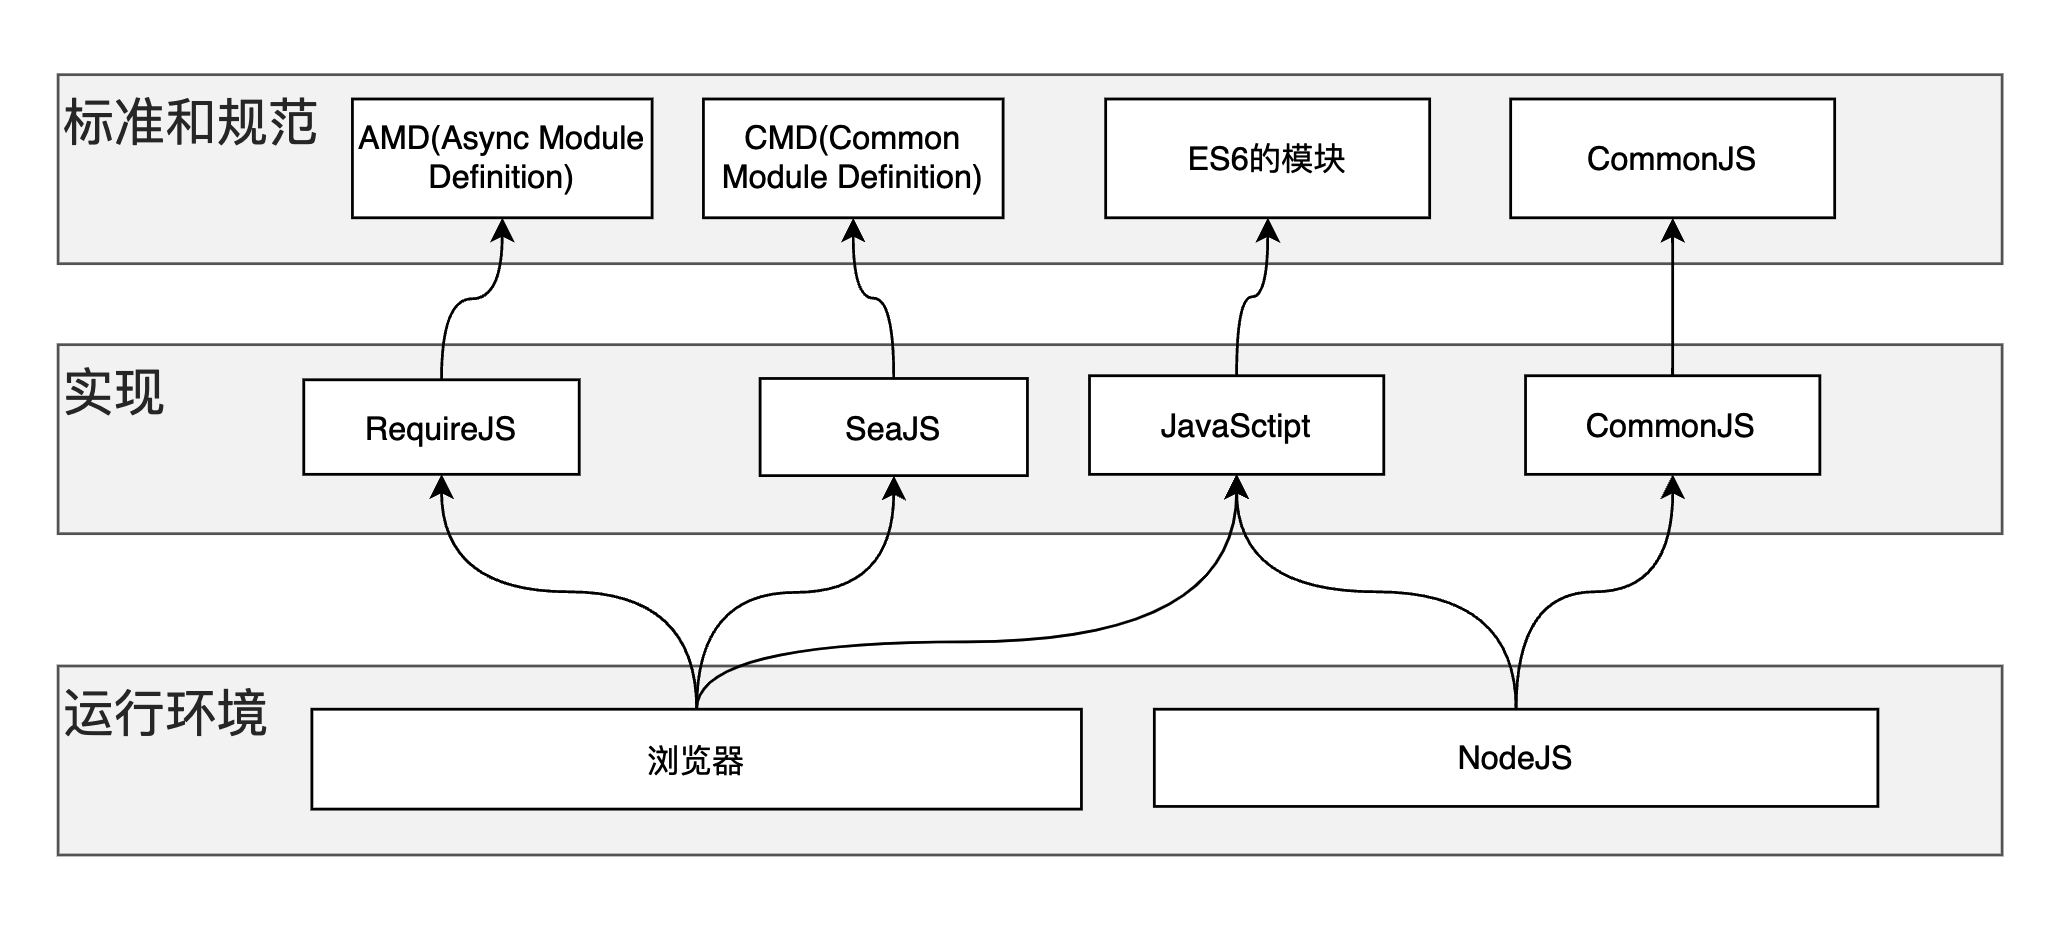 标准和规范
AMD(Async Module
Definition)
CMD(Common
Module Definition)
ES6的模块
CommonJS
实现
RequireJS
SeaJS
JavaSctipt
CommonJS
运行环境
浏览器
NodeJS